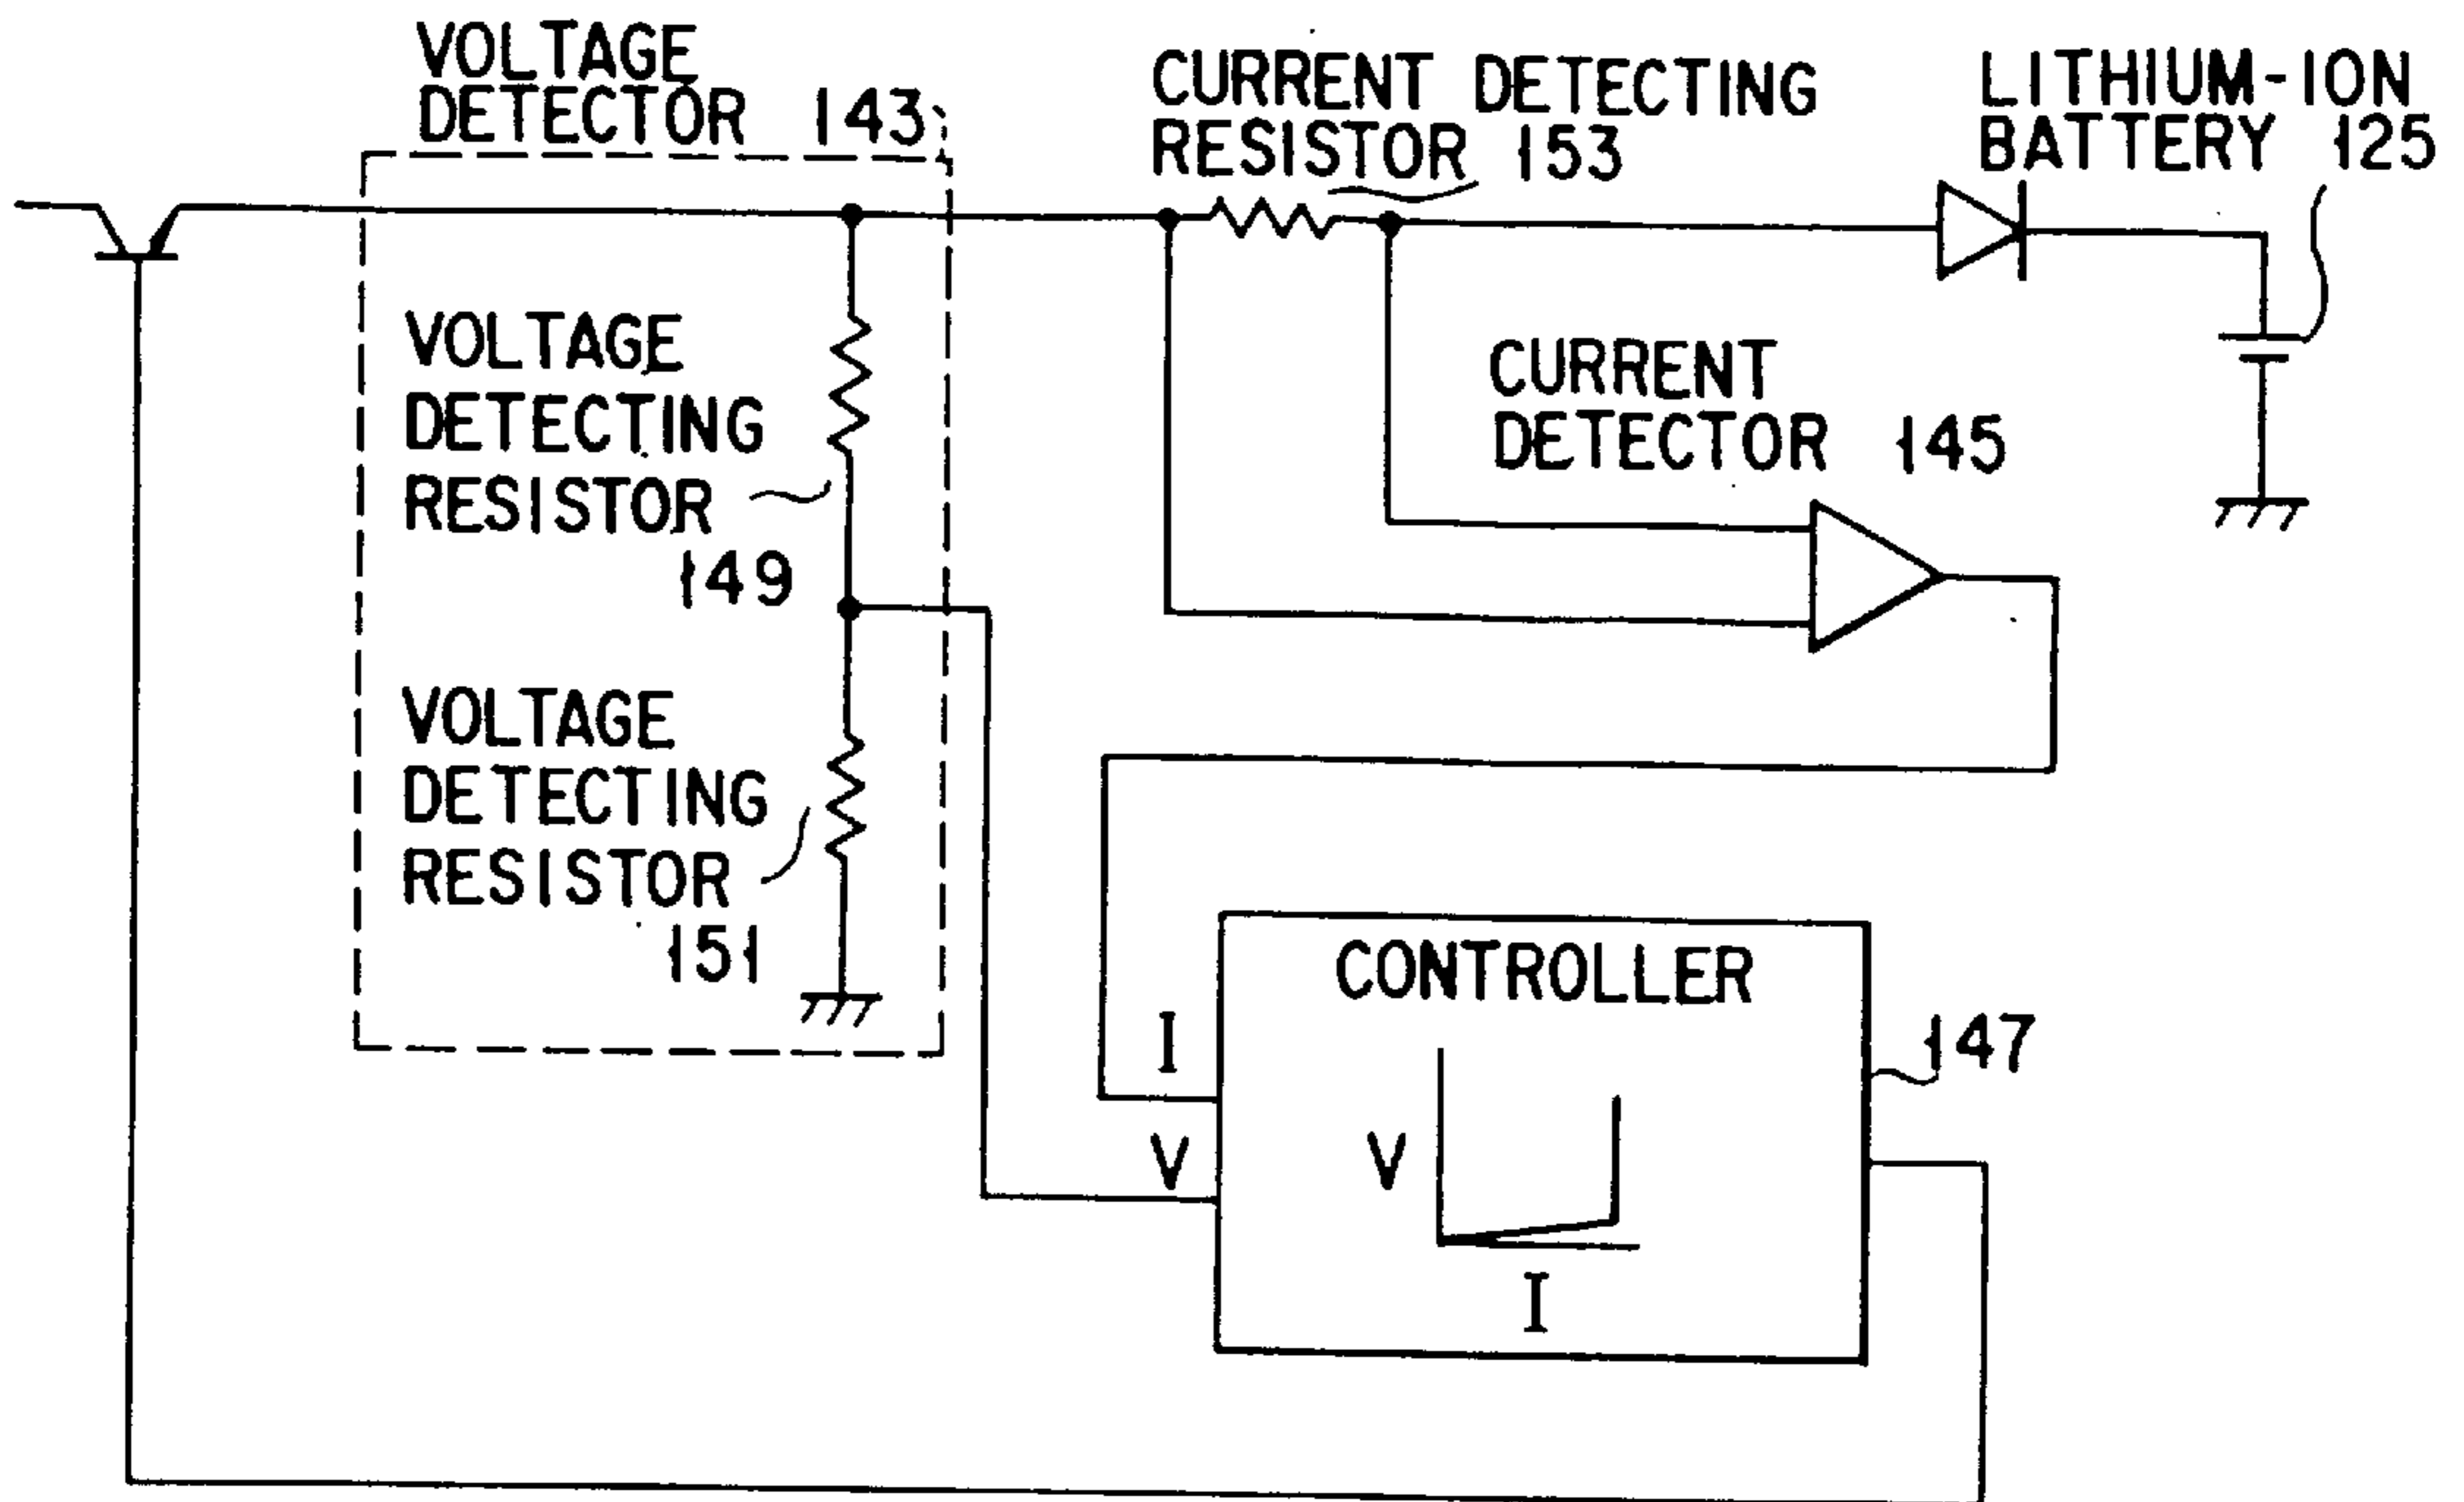 VOLTAGE
DETECTOR 143
CURRENT DETECTING
RESISTOR 153
LITHIUM-ION
BATTERY 125
VOLTAGE
DETECTING
RESISTOR
149
CURRENT
DETECTOR 145
VOLTAGE
DETECTING
RESISTOR
151
CONTROLLER
I
147
V
V
I